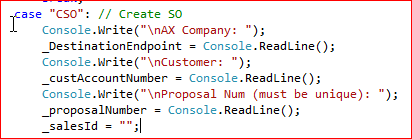 case "CSO": // Create SO
Console.Write("\nAX Company: ");
_DestinationEndpoint = Console.ReadLine();
Console.Write("\nCustomer: ");
_custAccountNumber = Console.ReadLine();
Console.Write("\nProposal Num (must be unique): ");
_proposalNumber = Console.ReadLine();
_salesId = "";